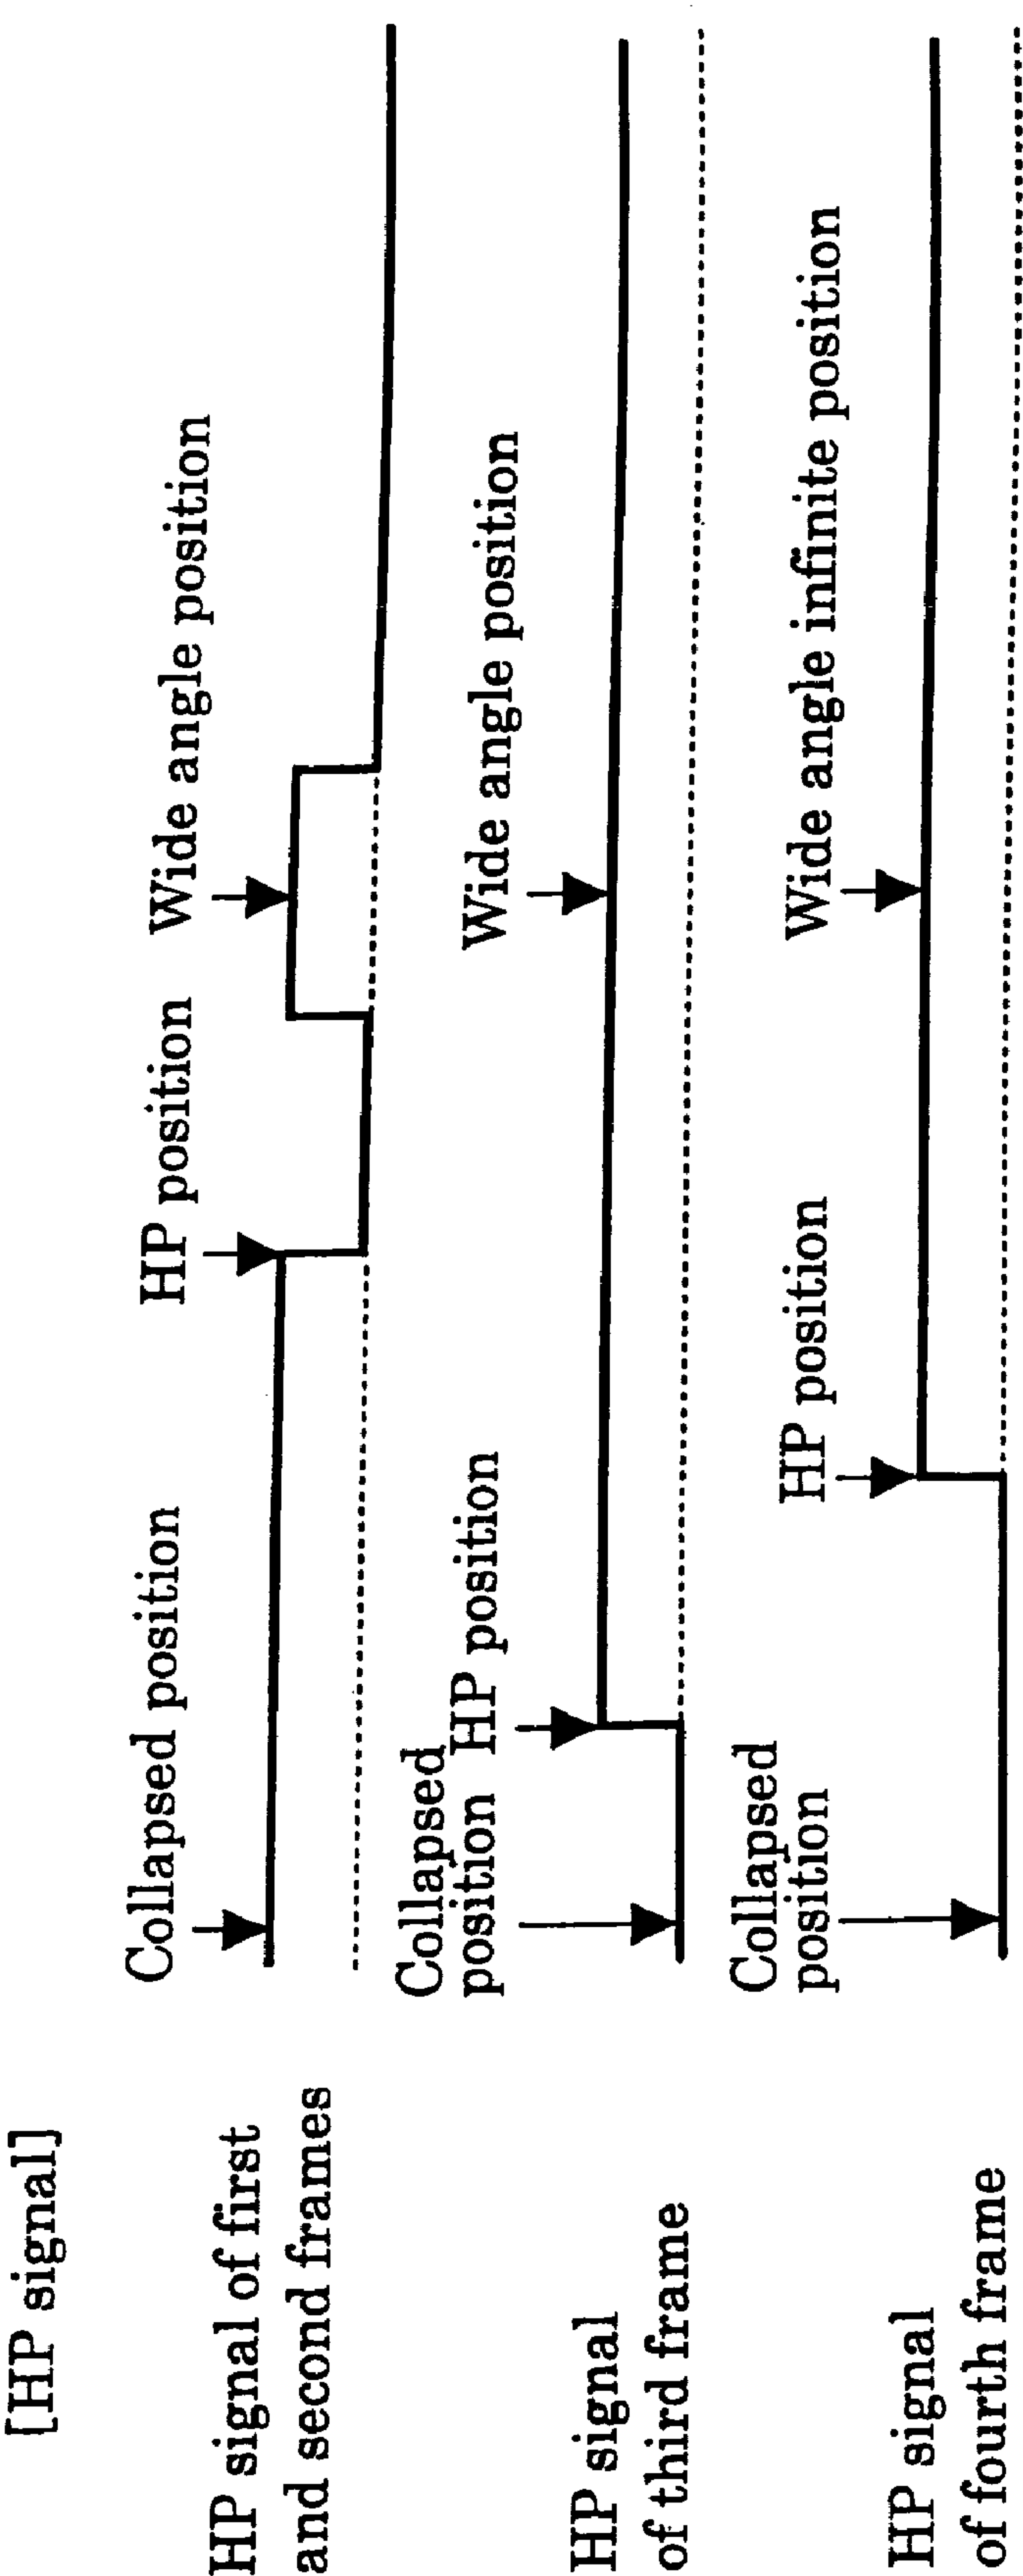 [HP signal]
HP signal of first
and second frames
Collapsed position
HP position
Wide angle position
HP signal
of third frame
Collapsed
position
HP position
Wide angle position
HP signal
of fourth frame
Collapsed
position
HP position
Wide angle infinite position